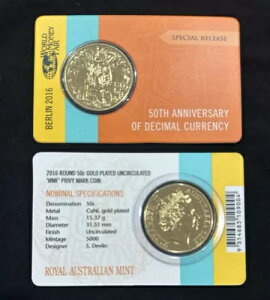 BERLIN 2016
WORLD
MONEY
FAIR
SPECIAL RELEASE
50TH ANNIVERSARY
OF DECIMAL CURRENCY
2016 ROUND 50c GOLD PLATED UNCIRCULATED
'WMF' PRIVY MARK COIN
NOMINAL SPECIFICATIONS
Denomination 50c
Metal CuNi, gold plated
Mass 15.37 g
Diameter 31.51 mm
Finish Uncirculated
Mintage 5000
Designer S. Devlin
ROYAL AUSTRALIAN MINT